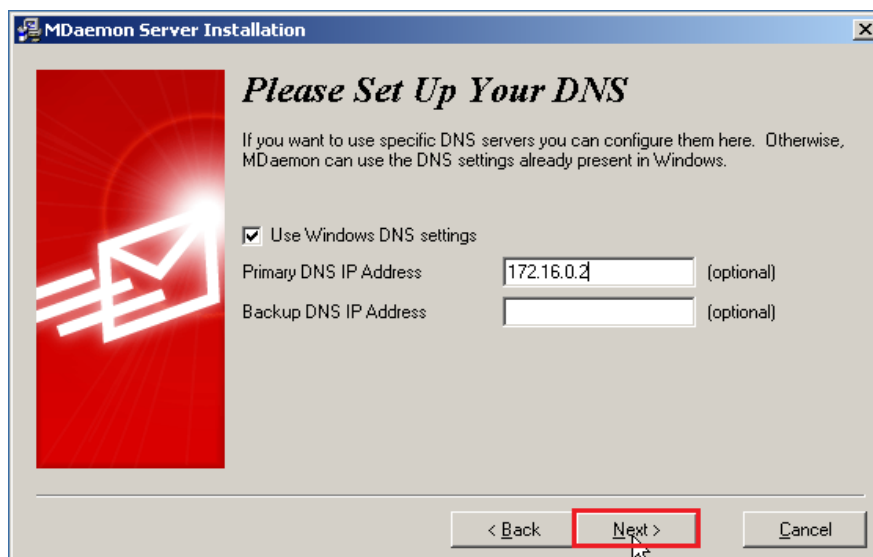 MDaemon Server Installation
Please Set Up Your DNS
If you want to use specific DNS servers you can configure them here.  Otherwise,
MDaemon can use the DNS settings already present in Windows.
Use Windows DNS settings
Primary DNS IP Address 172.16.0.2 (optional)
Backup DNS IP Address (optional)
< Back Next > Cancel